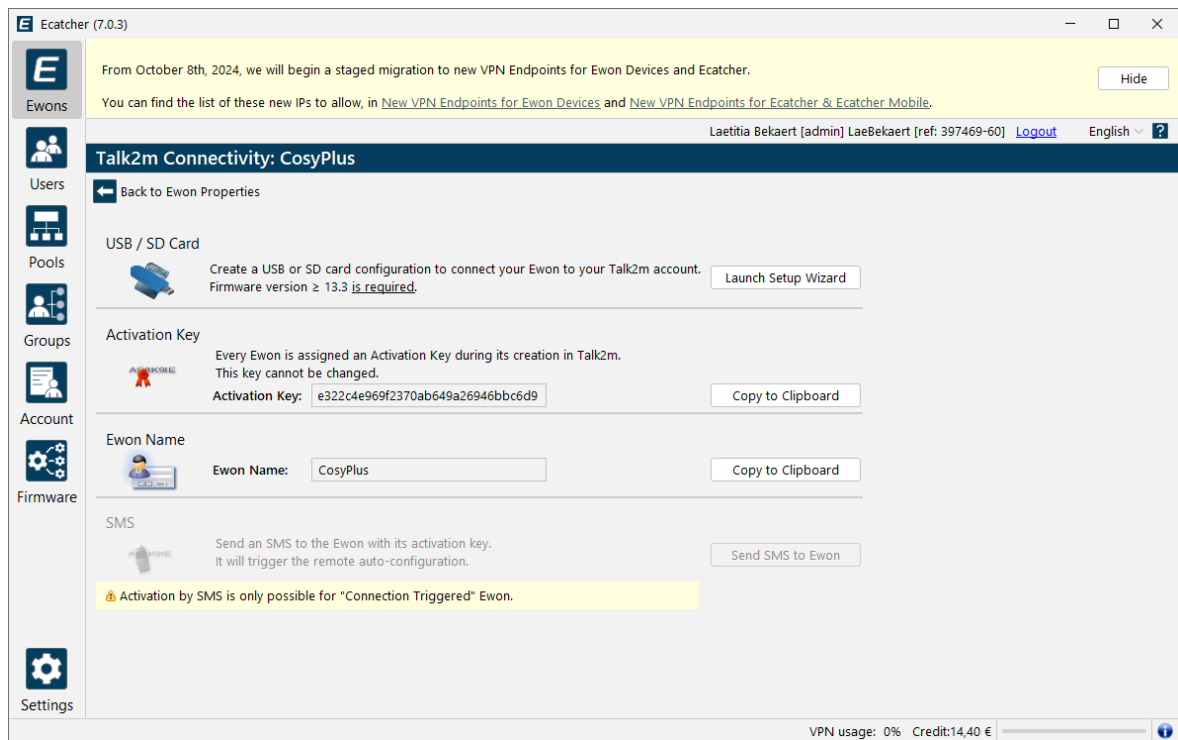 Ecatcher (7.0.3)
From October 8th, 2024, we will begin a staged migration to new VPN Endpoints for Ewon Devices and Ecatcher.
Hide
You can find the list of these new IPs to allow, in New VPN Endpoints for Ewon Devices and New VPN Endpoints for Ecatcher & Ecatcher Mobile.
Laetitia Bekaert [admin] LaeBekaert [ref: 397469-60] Logout English ?
Ewons
Users
Pools
Groups
Account
Firmware
Settings
Talk2m Connectivity: CosyPlus
Back to Ewon Properties
USB / SD Card
Create a USB or SD card configuration to connect your Ewon to your Talk2m account.
Firmware version ≥ 13.3 is required.
Launch Setup Wizard
Activation Key
Every Ewon is assigned an Activation Key during its creation in Talk2m.
This key cannot be changed.
Activation Key: e322c4e969f2370ab649a26946bbc6d9 Copy to Clipboard
Ewon Name
Ewon Name: CosyPlus Copy to Clipboard
SMS
Send an SMS to the Ewon with its activation key.
It will trigger the remote auto-configuration.
Send SMS to Ewon
Activation by SMS is only possible for "Connection Triggered" Ewon.
VPN usage: 0% Credit:14,40 €